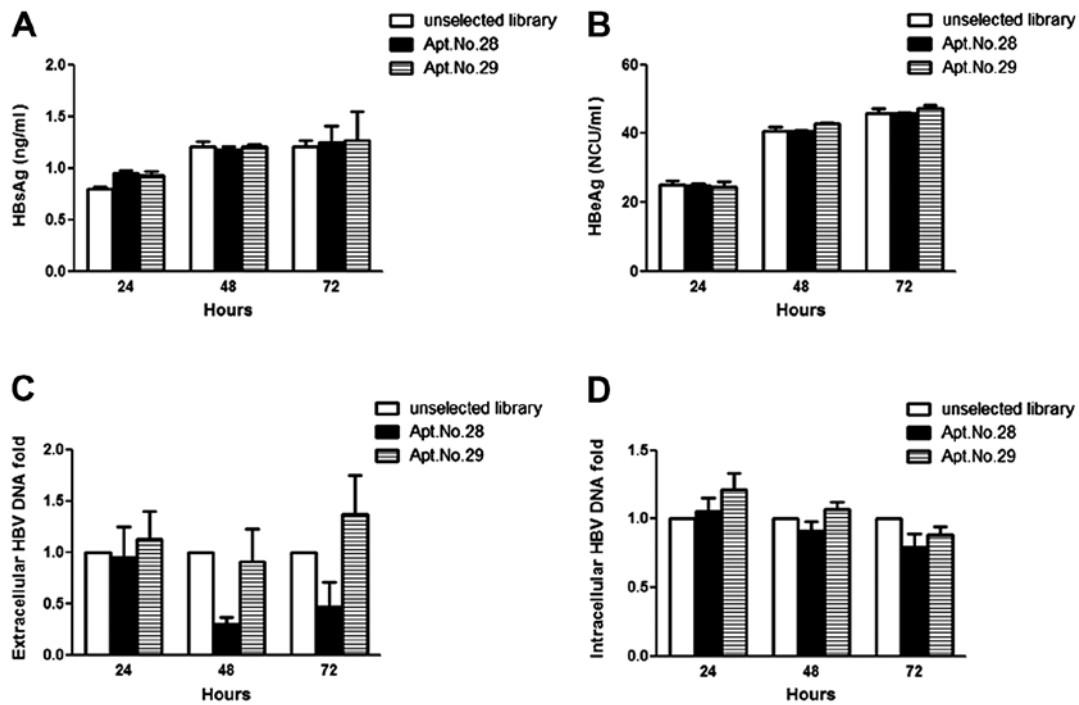 A
unselected library
Apt.No.28
Apt.No.29
HBsAg (ng/ml)
2.0
1.5
1.0
0.5
0.0
24 48 72
Hours
B
unselected library
Apt.No.28
Apt.No.29
HBeAg (NCU/ml)
60
40
20
0
24 48 72
Hours
C
unselected library
Apt.No.28
Apt.No.29
Extracellular HBV DNA fold
2.0
1.5
1.0
0.5
0.0
24 48 72
Hours
D
unselected library
Apt.No.28
Apt.No.29
Intracellular HBV DNA fold
1.5
1.0
0.5
0.0
24 48 72
Hours